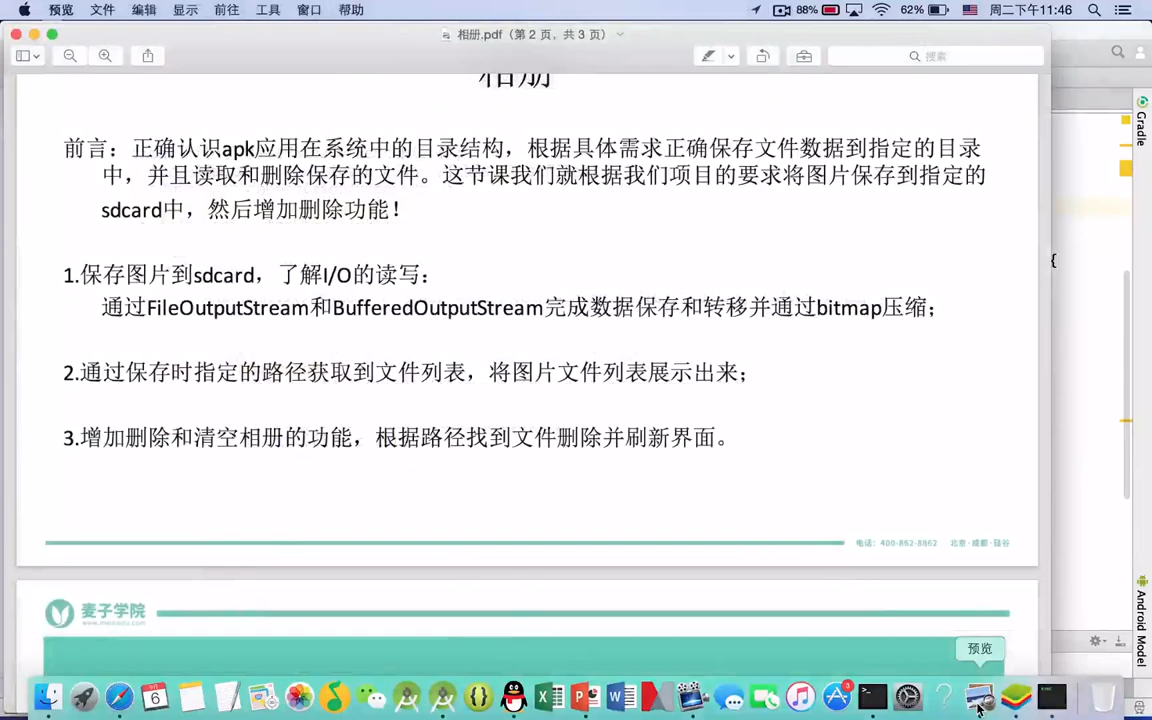 预览 文件 编辑 显示 前往 工具 窗口 帮助 88% 62% 周二下午11:46
相册.pdf（第 2 页，共 3 页）
搜索
相册
前言：正确认识apk应用在系统中的目录结构，根据具体需求正确保存文件数据到指定的目录
中，并且读取和删除保存的文件。这节课我们就根据我们项目的要求将图片保存到指定的
sdcard中，然后增加删除功能！
1.保存图片到sdcard，了解I/O的读写：
通过FileOutputStream和BufferedOutputStream完成数据保存和转移并通过bitmap压缩；
2.通过保存时指定的路径获取到文件列表，将图片文件列表展示出来；
3.增加删除和清空相册的功能，根据路径找到文件删除并刷新界面。
电话：400-862-8862 北京·成都·硅谷
麦子学院
www.maiziedu.com
预览
Gradle
{
Android Model
6
3